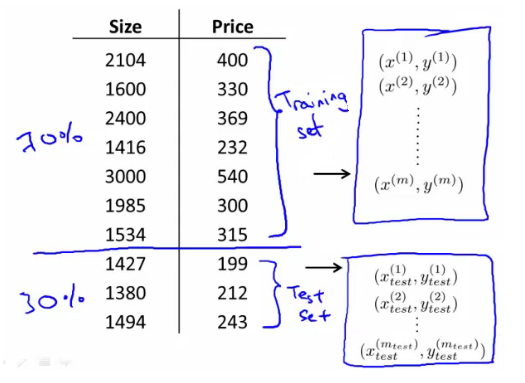 Size Price
2104 400
1600 330
2400 369
1416 232
3000 540
1985 300
1534 315
1427 199
1380 212
1494 243
70%
30%
Training
set
Test
set
(x^{(1)}, y^{(1)})
(x^{(2)}, y^{(2)})
⋮
(x^{(m)}, y^{(m)})
(x_{test}^{(1)}, y_{test}^{(1)})
(x_{test}^{(2)}, y_{test}^{(2)})
⋮
(x_{test}^{(m_{test})}, y_{test}^{(m_{test})})